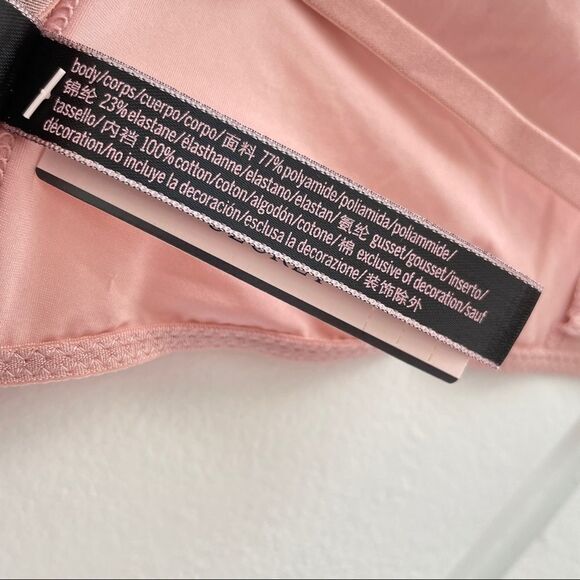 body/corps/cuerpo/corpo/面料 77%polyamide/poliamida/poliammide/
锦纶 23%elastane/élasthanne/elastano/elastan/氨纶 gusset/gousset/inserto/
tassello/内裆 100%cotton/coton/algodón/cotone/棉 exclusive of decoration/sauf
decoration/no incluye la decoración/esclusa la decorazione/装饰除外